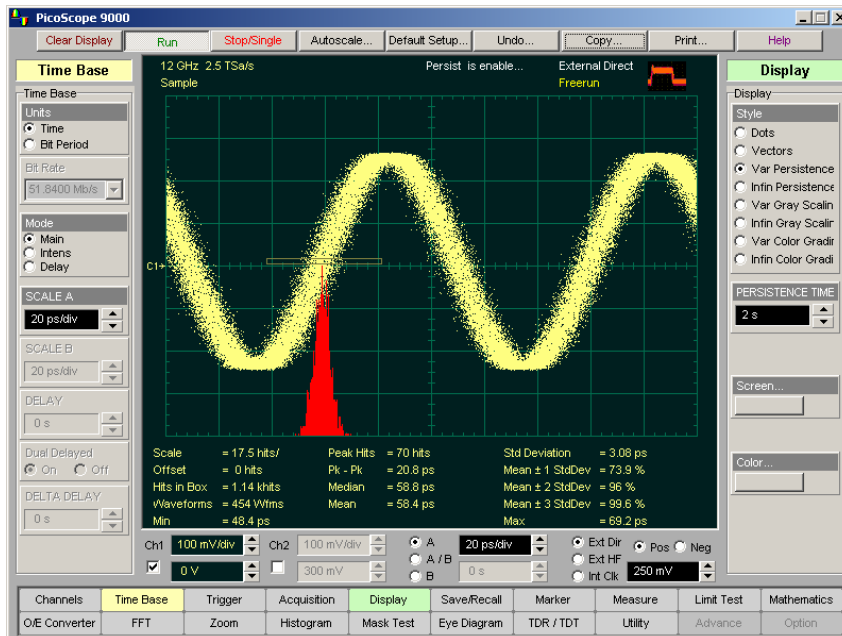 PicoScope 9000
Clear Display Run Stop/Single Autoscale... Default Setup... Undo... Copy... Print... Help
Time Base
Time Base
Units
Time
Bit Period
Bit Rate
51.8400 Mb/s
Mode
Main
Intens
Delay
SCALE A
20 ps/div
SCALE B
20 ps/div
DELAY
0 s
Dual Delayed
On Off
DELTA DELAY
0 s
12 GHz 2.5 TSa/s Persist is enable... External Direct
Sample Freerun
C1
Scale = 17.5 hits/ Peak Hits = 70 hits Std Deviation = 3.08 ps
Offset = 0 hits Pk - Pk = 20.8 ps Mean ± 1 StdDev = 73.9 %
Hits in Box = 1.14 khits Median = 58.8 ps Mean ± 2 StdDev = 96 %
Waveforms = 454 Wfms Mean = 58.4 ps Mean ± 3 StdDev = 99.6 %
Min = 48.4 ps Max = 69.2 ps
Ch1 100 mV/div Ch2 100 mV/div A 20 ps/div Ext Dir Pos Neg
A / B Ext HF
0 V 300 mV B 0 s Int Clk 250 mV
Display
Display
Style
Dots
Vectors
Var Persistence
Infin Persistence
Var Gray Scalin
Infin Gray Scalin
Var Color Gradi
Infin Color Gradi
PERSISTENCE TIME
2 s
Screen...
Color...
Channels Time Base Trigger Acquisition Display Save/Recall Marker Measure Limit Test Mathematics
O/E Converter FFT Zoom Histogram Mask Test Eye Diagram TDR / TDT Utility Advance Option